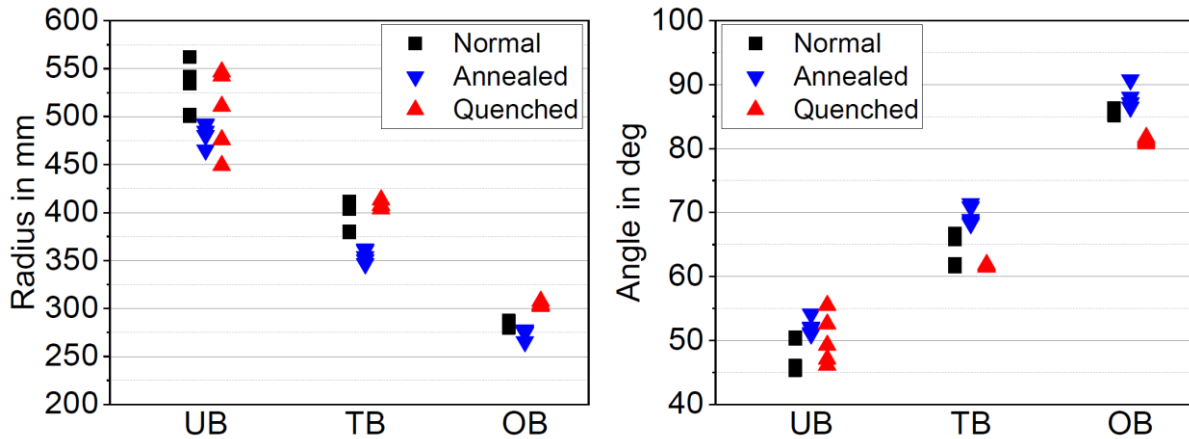 Radius in mm
600
550
500
450
400
350
300
250
200
Normal
Annealed
Quenched
UB TB OB
Angle in deg
100
90
80
70
60
50
40
Normal
Annealed
Quenched
UB TB OB